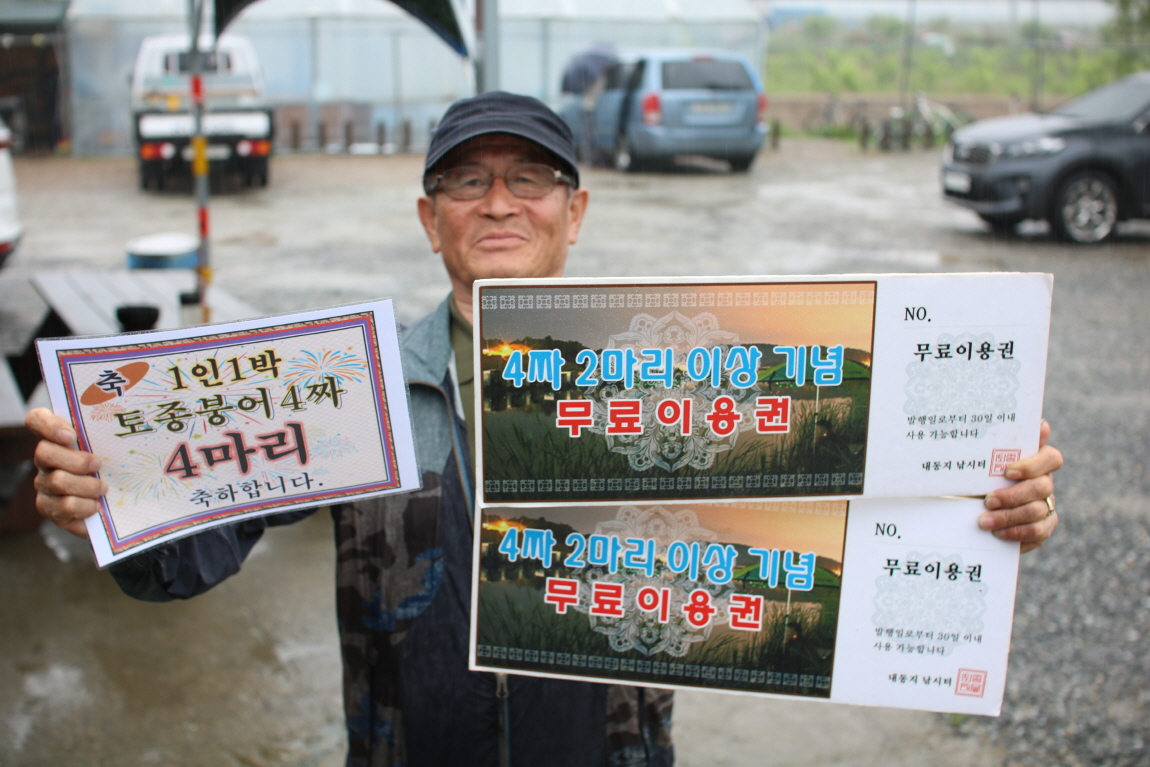 축
1인1박
토종붕어 4짜
4마리
축하합니다.
4짜 2마리 이상 기념
무료이용권
NO.
무료이용권
발행일로부터 30일 이내
사용 가능합니다
내동지 낚시터
4짜 2마리 이상 기념
무료이용권
NO.
무료이용권
발행일로부터 30일 이내
사용 가능합니다
내동지 낚시터